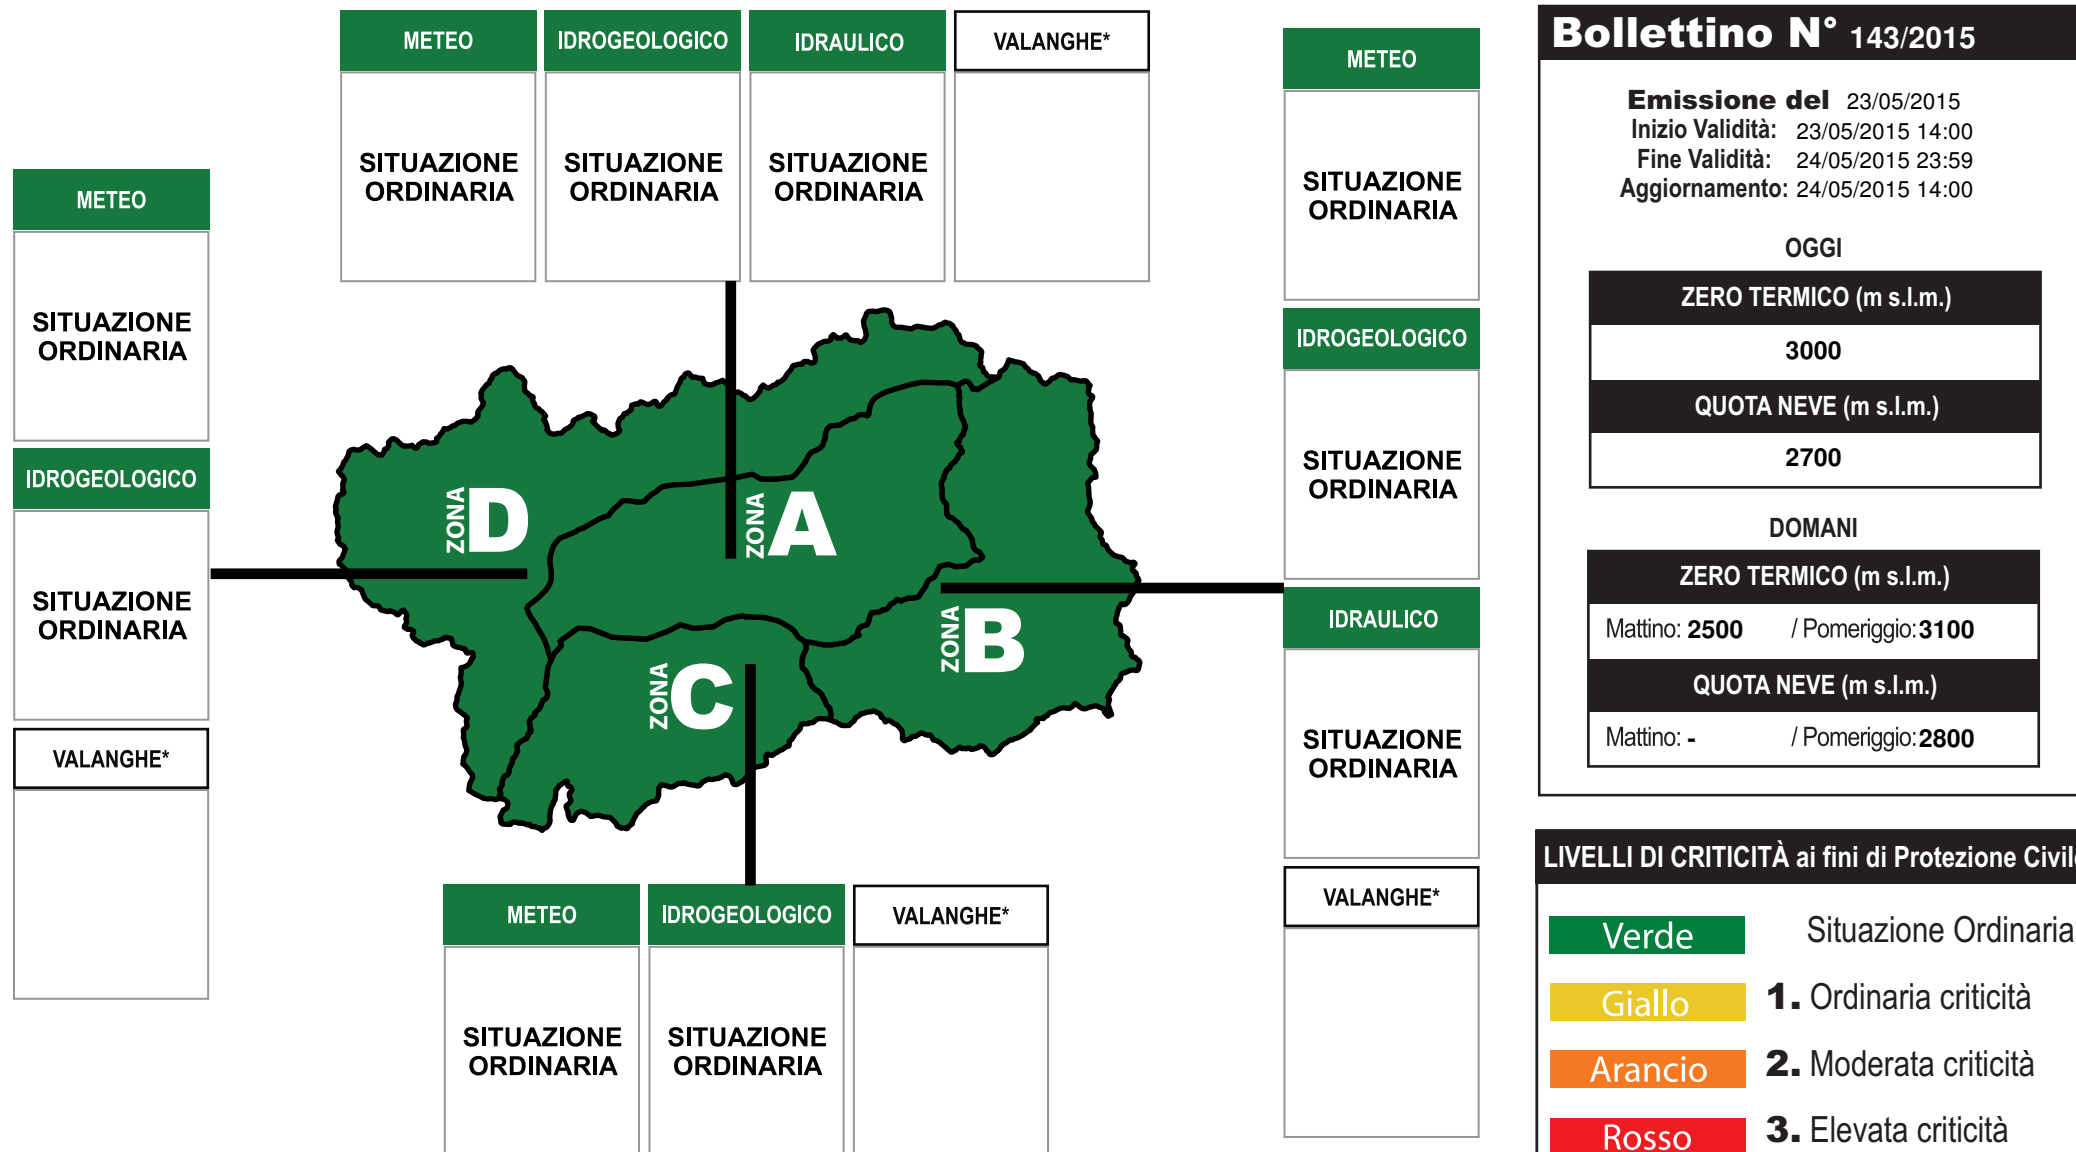 METEO
IDROGEOLOGICO
IDRAULICO
VALANGHE*
SITUAZIONE
ORDINARIA
SITUAZIONE
ORDINARIA
SITUAZIONE
ORDINARIA
METEO
SITUAZIONE
ORDINARIA
IDROGEOLOGICO
SITUAZIONE
ORDINARIA
VALANGHE*
ZONA D
ZONA A
ZONA B
ZONA C
METEO
SITUAZIONE
ORDINARIA
IDROGEOLOGICO
SITUAZIONE
ORDINARIA
IDRAULICO
SITUAZIONE
ORDINARIA
VALANGHE*
METEO
IDROGEOLOGICO
VALANGHE*
SITUAZIONE
ORDINARIA
SITUAZIONE
ORDINARIA
Bollettino N° 143/2015
Emissione del 23/05/2015
Inizio Validità: 23/05/2015 14:00
Fine Validità: 24/05/2015 23:59
Aggiornamento: 24/05/2015 14:00
OGGI
ZERO TERMICO (m s.l.m.)
3000
QUOTA NEVE (m s.l.m.)
2700
DOMANI
ZERO TERMICO (m s.l.m.)
Mattino: 2500 / Pomeriggio: 3100
QUOTA NEVE (m s.l.m.)
Mattino: - / Pomeriggio: 2800
LIVELLI DI CRITICITÀ ai fini di Protezione Civile
Verde Situazione Ordinaria
Giallo 1. Ordinaria criticità
Arancio 2. Moderata criticità
Rosso 3. Elevata criticità